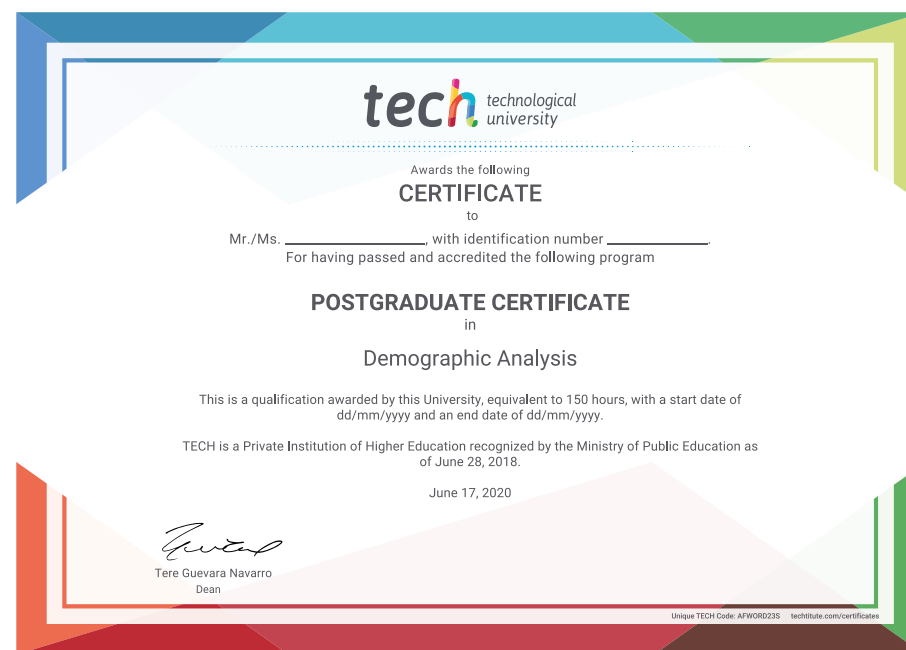 tech technological
university
Awards the following
CERTIFICATE
to
Mr./Ms. ____________________, with identification number ______________.
For having passed and accredited the following program
POSTGRADUATE CERTIFICATE
in
Demographic Analysis
This is a qualification awarded by this University, equivalent to 150 hours, with a start date of
dd/mm/yyyy and an end date of dd/mm/yyyy.
TECH is a Private Institution of Higher Education recognized by the Ministry of Public Education as
of June 28, 2018.
June 17, 2020
Tere Guevara Navarro
Dean
Unique TECH Code: AFWORD23S techtitute.com/certificates